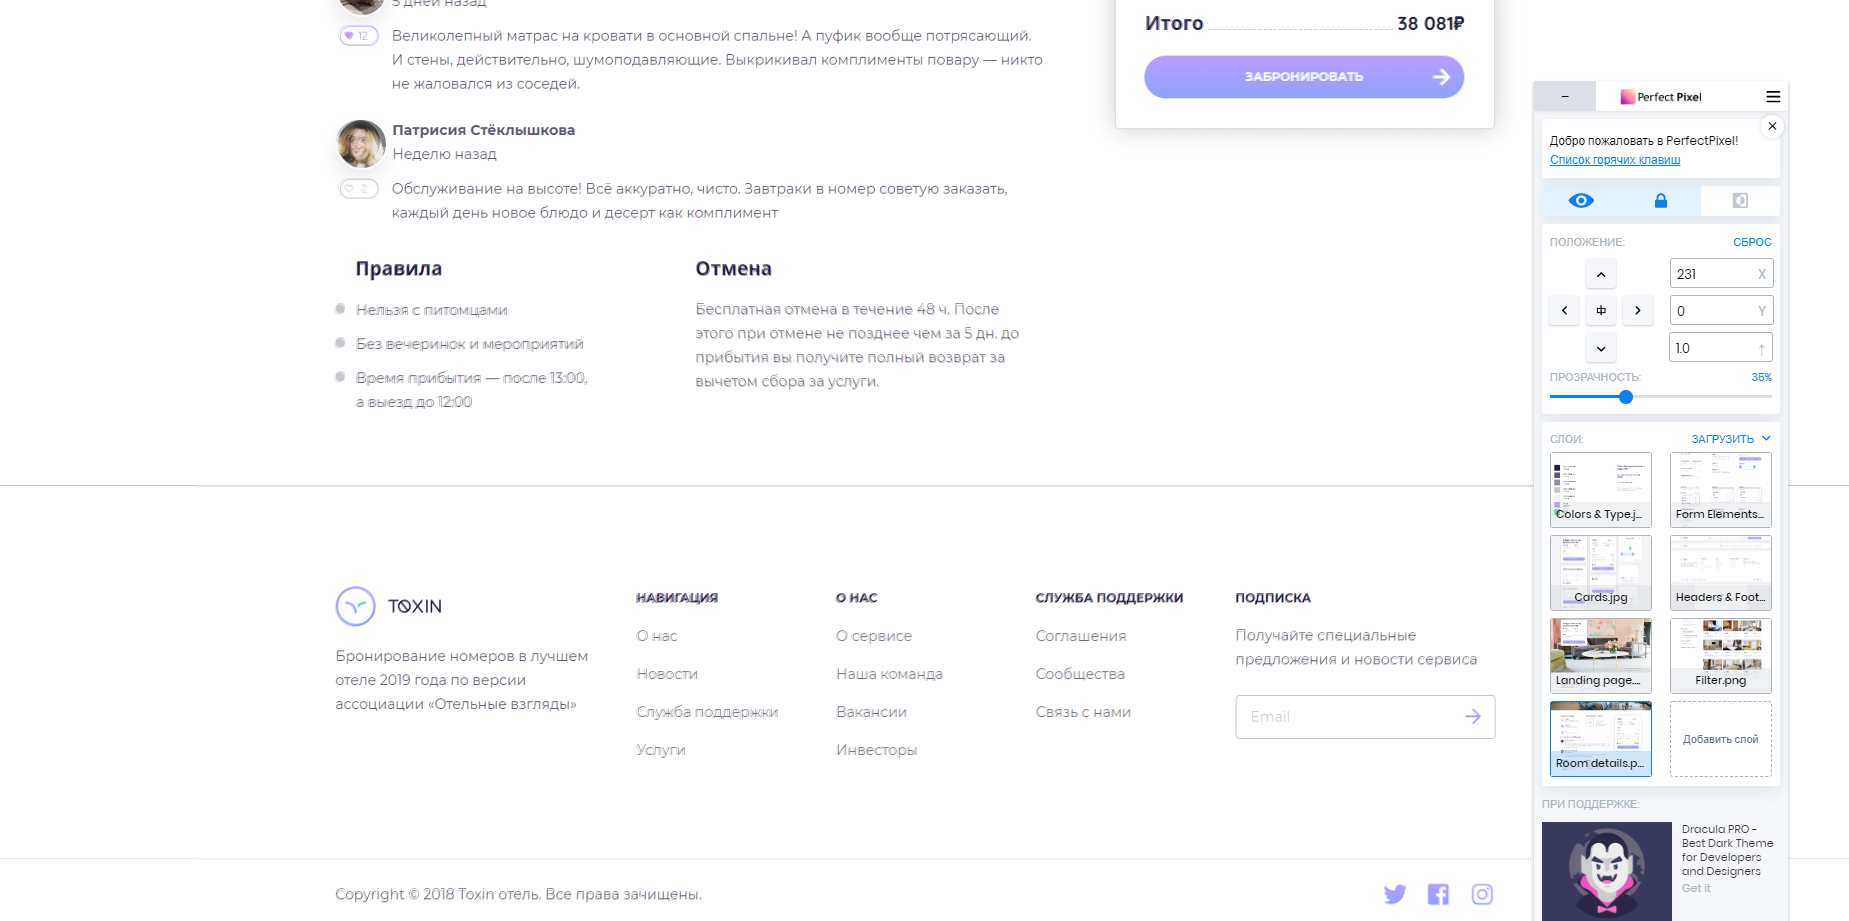 5 дней назад
12
Великолепный матрас на кровати в основной спальне! А пуфик вообще потрясающий.
И стены, действительно, шумоподавляющие. Выкрикивал комплименты повару — никто
не жаловался из соседей.
Патрисия Стёклышкова
Неделю назад
2
Обслуживание на высоте! Всё аккуратно, чисто. Завтраки в номер советую заказать,
каждый день новое блюдо и десерт как комплимент
Итого 38 081₽
ЗАБРОНИРОВАТЬ
Правила
Нельзя с питомцами
Без вечеринок и мероприятий
Время прибытия — после 13:00,
а выезд до 12:00
Отмена
Бесплатная отмена в течение 48 ч. После
этого при отмене не позднее чем за 5 дн. до
прибытия вы получите полный возврат за
вычетом сбора за услуги.
TOXIN
Бронирование номеров в лучшем
отеле 2019 года по версии
ассоциации «Отельные взгляды»
НАВИГАЦИЯ
О нас
Новости
Служба поддержки
Услуги
О НАС
О сервисе
Наша команда
Вакансии
Инвесторы
СЛУЖБА ПОДДЕРЖКИ
Соглашения
Сообщества
Связь с нами
ПОДПИСКА
Получайте специальные
предложения и новости сервиса
Email
Copyright © 2018 Toxin отель. Все права зачищены.
Perfect Pixel
Добро пожаловать в PerfectPixel!
Список горячих клавиш
ПОЛОЖЕНИЕ: СБРОС
231 X
0 Y
1.0
ПРОЗРАЧНОСТЬ: 35%
СЛОИ: ЗАГРУЗИТЬ
Colors & Type.j...
Form Elements...
Cards.jpg
Headers & Foot...
Landing page....
Filter.png
Room details.p...
Добавить слой
ПРИ ПОДДЕРЖКЕ:
Dracula PRO -
Best Dark Theme
for Developers
and Designers
Get it